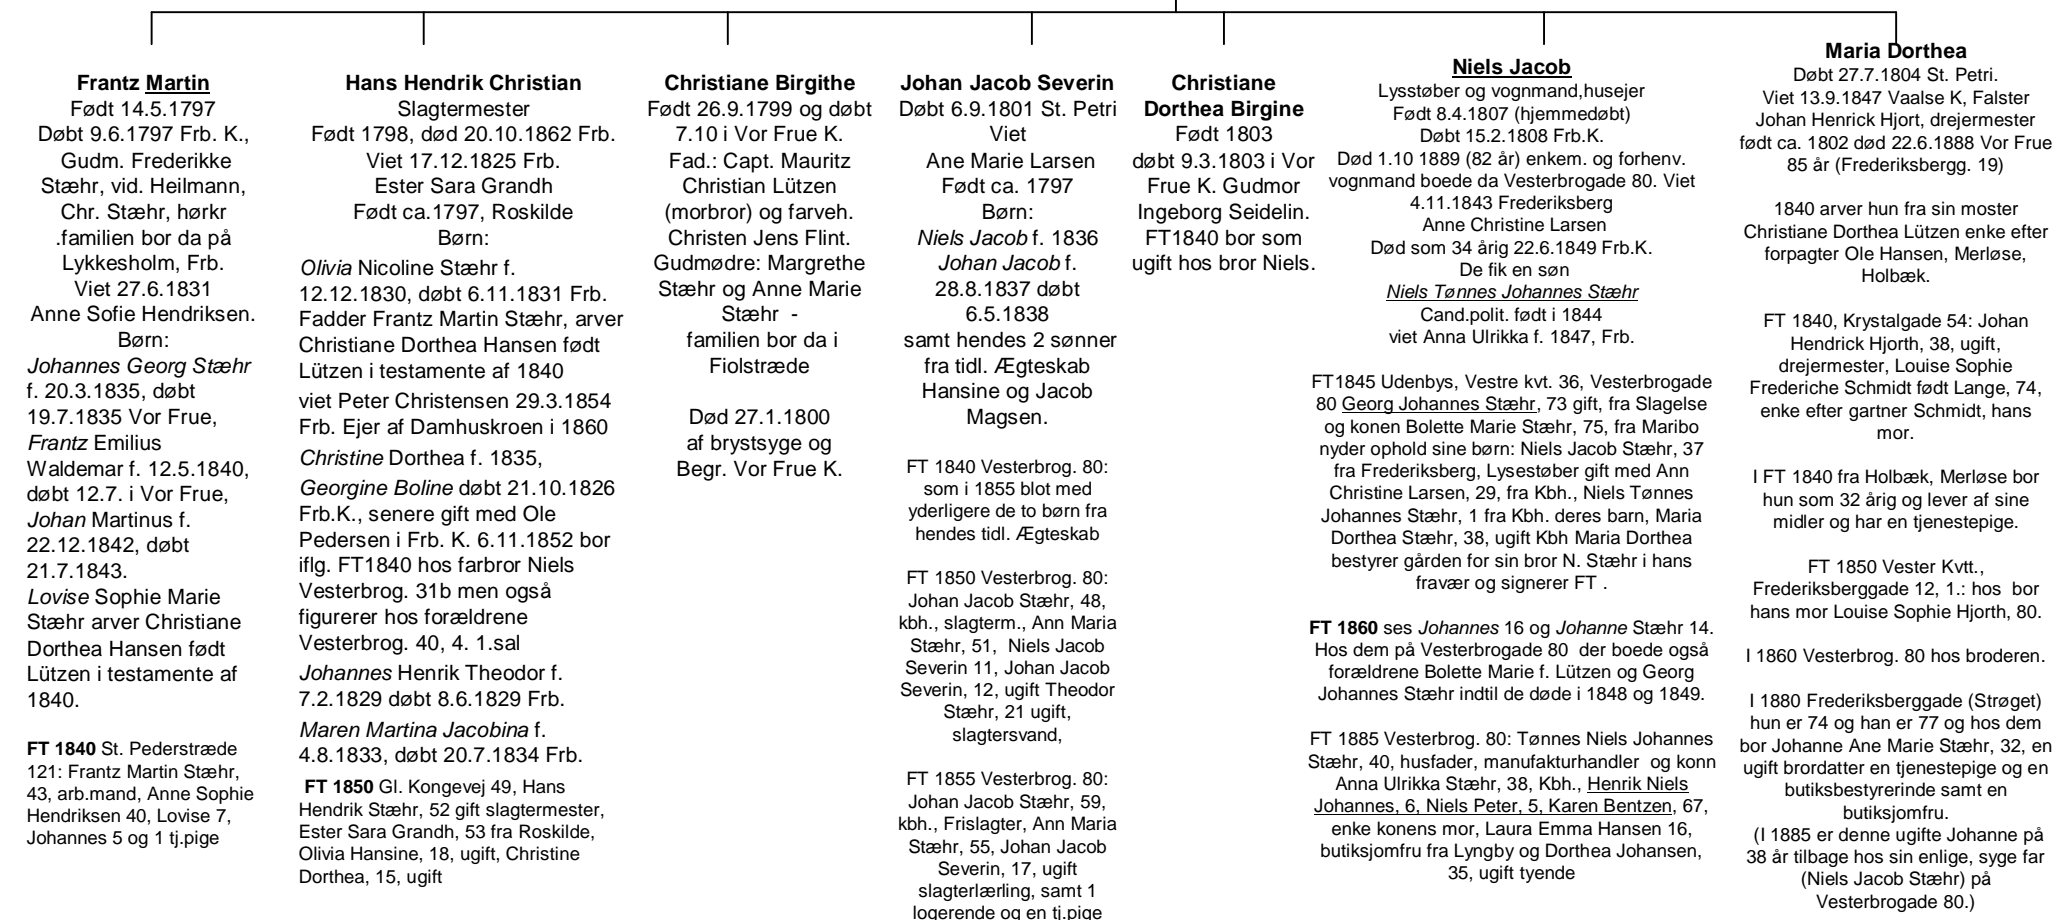 Frantz Martin
Født 14.5.1797
Døbt 9.6.1797 Frb. K.,
Gudm. Frederikke
Stæhr, vid. Heilmann,
Chr. Stæhr, hørkr
.familien bor da på
Lykkesholm, Frb.
Viet 27.6.1831
Anne Sofie Hendriksen.
Børn:
Johannes Georg Stæhr
f. 20.3.1835, døbt
19.7.1835 Vor Frue,
Frantz Emilius
Waldemar f. 12.5.1840,
døbt 12.7. i Vor Frue,
Johan Martinus f.
22.12.1842, døbt
21.7.1843.
Lovise Sophie Marie
Stæhr arver Christiane
Dorthea Hansen født
Lützen i testamente af
1840.
FT 1840 St. Pederstræde
121: Frantz Martin Stæhr,
43, arb.mand, Anne Sophie
Hendriksen 40, Lovise 7,
Johannes 5 og 1 tj.pige
Hans Hendrik Christian
Slagtermester
Født 1798, død 20.10.1862 Frb.
Viet 17.12.1825 Frb.
Ester Sara Grandh
Født ca.1797, Roskilde
Børn:
Olivia Nicoline Stæhr f.
12.12.1830, døbt 6.11.1831 Frb.
Fadder Frantz Martin Stæhr, arver
Christiane Dorthea Hansen født
Lützen i testamente af 1840
viet Peter Christensen 29.3.1854
Frb. Ejer af Damhuskroen i 1860
Christine Dorthea f. 1835,
Georgine Boline døbt 21.10.1826
Frb.K., senere gift med Ole
Pedersen i Frb. K. 6.11.1852 bor
iflg. FT1840 hos farbror Niels
Vesterbrog. 31b men også
figurerer hos forældrene
Vesterbrog. 40, 4. 1.sal
Johannes Henrik Theodor f.
7.2.1829 døbt 8.6.1829 Frb.
Maren Martina Jacobina f.
4.8.1833, døbt 20.7.1834 Frb.
FT 1850 Gl. Kongevej 49, Hans
Hendrik Stæhr, 52 gift slagtermester,
Ester Sara Grandh, 53 fra Roskilde,
Olivia Hansine, 18, ugift, Christine
Dorthea, 15, ugift
Christiane Birgithe
Født 26.9.1799 og døbt
7.10 i Vor Frue K.
Fad.: Capt. Mauritz
Christian Lützen
(morbror) og farveh.
Christen Jens Flint.
Gudmødre: Margrethe
Stæhr og Anne Marie
Stæhr -
familien bor da i
Fiolstræde
Død 27.1.1800
af brystsyge og
Begr. Vor Frue K.
Johan Jacob Severin
Døbt 6.9.1801 St. Petri
Viet
Ane Marie Larsen
Født ca. 1797
Børn:
Niels Jacob f. 1836
Johan Jacob f.
28.8.1837 døbt
6.5.1838
samt hendes 2 sønner
fra tidl. Ægteskab
Hansine og Jacob
Magsen.
FT 1840 Vesterbrog. 80:
som i 1855 blot med
yderligere de to børn fra
hendes tidl. Ægteskab
FT 1850 Vesterbrog. 80:
Johan Jacob Stæhr, 48,
kbh., slagterm., Ann Maria
Stæhr, 51, Niels Jacob
Severin 11, Johan Jacob
Severin, 12, ugift Theodor
Stæhr, 21 ugift,
slagtersvand,
FT 1855 Vesterbrog. 80:
Johan Jacob Stæhr, 59,
kbh., Frislagter, Ann Maria
Stæhr, 55, Johan Jacob
Severin, 17, ugift
slagterlærling, samt 1
logerende og en tj.pige
Christiane
Dorthea Birgine
Født 1803
døbt 9.3.1803 i Vor
Frue K. Gudmor
Ingeborg Seidelin.
FT1840 bor som
ugift hos bror Niels.
Niels Jacob
Lysstøber og vognmand,husejer
Født 8.4.1807 (hjemmedøbt)
Døbt 15.2.1808 Frb.K.
Død 1.10 1889 (82 år) enkem. og forhenv.
vognmand boede da Vesterbrogade 80. Viet
4.11.1843 Frederiksberg
Anne Christine Larsen
Død som 34 årig 22.6.1849 Frb.K.
De fik en søn
Niels Tønnes Johannes Stæhr
Cand.polit. født i 1844
viet Anna Ulrikka f. 1847, Frb.
FT1845 Udenbys, Vestre kvt. 36, Vesterbrogade
80 Georg Johannes Stæhr, 73 gift, fra Slagelse
og konen Bolette Marie Stæhr, 75, fra Maribo
nyder ophold sine børn: Niels Jacob Stæhr, 37
fra Frederiksberg, Lysestøber gift med Ann
Christine Larsen, 29, fra Kbh., Niels Tønnes
Johannes Stæhr, 1 fra Kbh. deres barn, Maria
Dorthea Stæhr, 38, ugift Kbh Maria Dorthea
bestyrer gården for sin bror N. Stæhr i hans
fravær og signerer FT .
FT 1860 ses Johannes 16 og Johanne Stæhr 14.
Hos dem på Vesterbrogade 80 der boede også
forældrene Bolette Marie f. Lützen og Georg
Johannes Stæhr indtil de døde i 1848 og 1849.
FT 1885 Vesterbrog. 80: Tønnes Niels Johannes
Stæhr, 40, husfader, manufakturhandler og konn
Anna Ulrikka Stæhr, 38, Kbh., Henrik Niels
Johannes, 6, Niels Peter, 5, Karen Bentzen, 67,
enke konens mor, Laura Emma Hansen 16,
butiksjomfru fra Lyngby og Dorthea Johansen,
35, ugift tyende
Maria Dorthea
Døbt 27.7.1804 St. Petri.
Viet 13.9.1847 Vaalse K, Falster
Johan Henrick Hjort, drejermester
født ca. 1802 død 22.6.1888 Vor Frue
85 år (Frederiksbergg. 19)
1840 arver hun fra sin moster
Christiane Dorthea Lützen enke efter
forpagter Ole Hansen, Merløse,
Holbæk.
FT 1840, Krystalgade 54: Johan
Hendrick Hjorth, 38, ugift,
drejermester, Louise Sophie
Frederiche Schmidt født Lange, 74,
enke efter gartner Schmidt, hans
mor.
I FT 1840 fra Holbæk, Merløse bor
hun som 32 årig og lever af sine
midler og har en tjenestepige.
FT 1850 Vester Kvtt.,
Frederiksberggade 12, 1.: hos bor
hans mor Louise Sophie Hjorth, 80.
I 1860 Vesterbrog. 80 hos broderen.
I 1880 Frederiksberggade (Strøget)
hun er 74 og han er 77 og hos dem
bor Johanne Ane Marie Stæhr, 32, en
ugift brordatter en tjenestepige og en
butiksbestyrerinde samt en
butiksjomfru.
(I 1885 er denne ugifte Johanne på
38 år tilbage hos sin enlige, syge far
(Niels Jacob Stæhr) på
Vesterbrogade 80.)